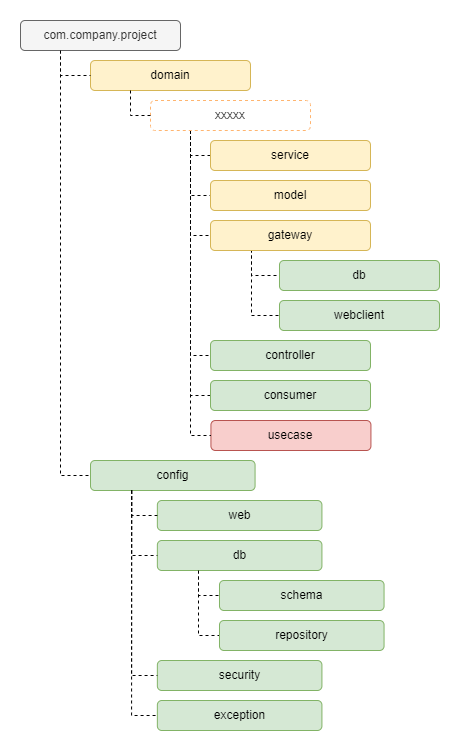 com.company.project
domain
xxxxx
service
model
gateway
db
webclient
controller
consumer
usecase
config
web
db
schema
repository
security
exception